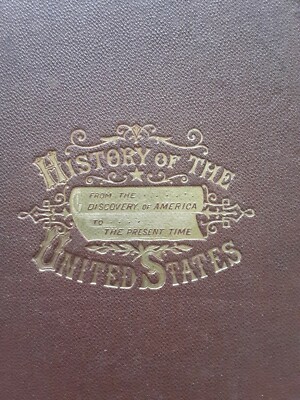 HISTORY OF THE
FROM THE
DISCOVERY OF AMERICA
TO
THE PRESENT TIME
UNITED STATES